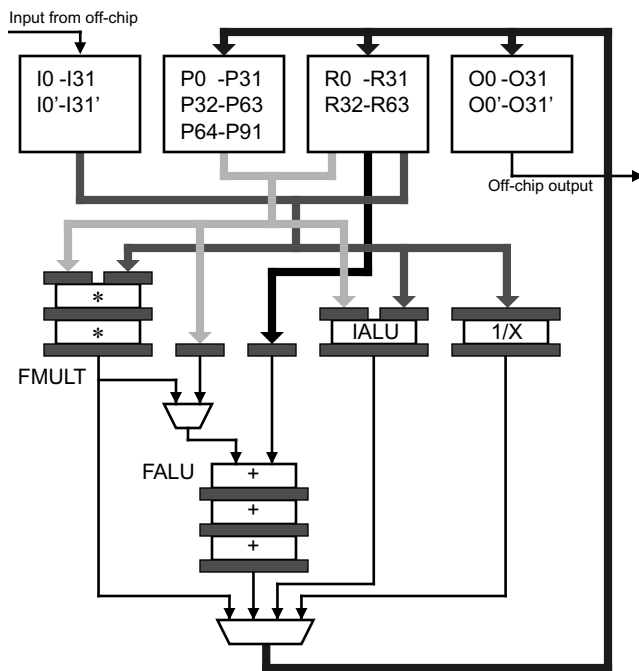 Input from off-chip
I0 -I31
I0'-I31'
P0 -P31
P32-P63
P64-P91
R0 -R31
R32-R63
O0 -O31
O0'-O31'
Off-chip output
*
*
IALU
1/X
FMULT
FALU
+
+
+